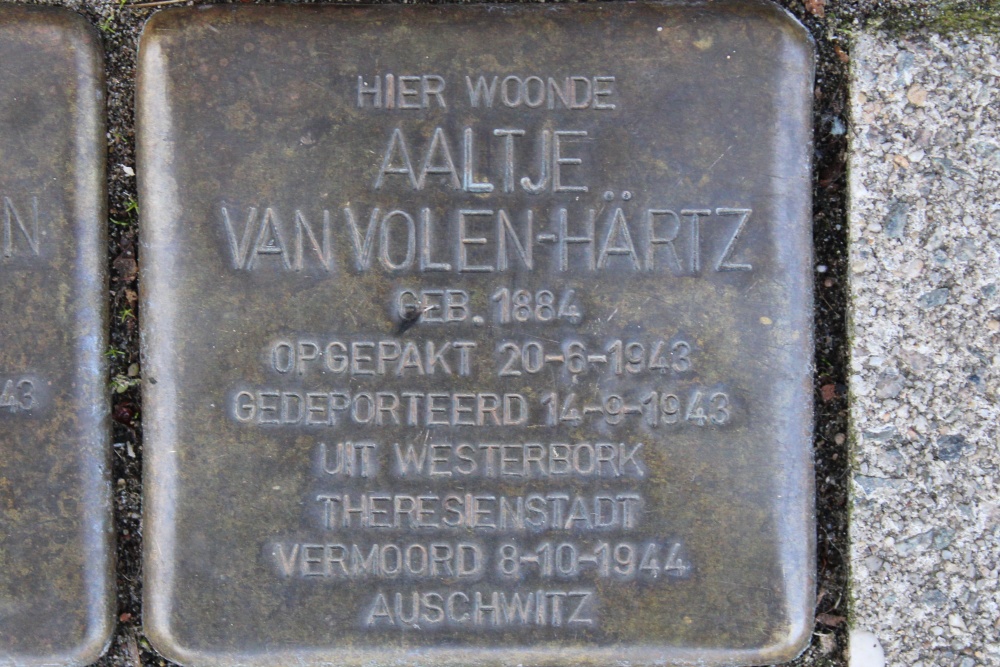 HIER WOONDE
AALTJE
VAN VOLEN-HÄRTZ
GEB. 1884
OPGEPAKT 20-6-1943
GEDEPORTEERD 14-9-1943
UIT WESTERBORK
THERESIENSTADT
VERMOORD 8-10-1944
AUSCHWITZ
N
43